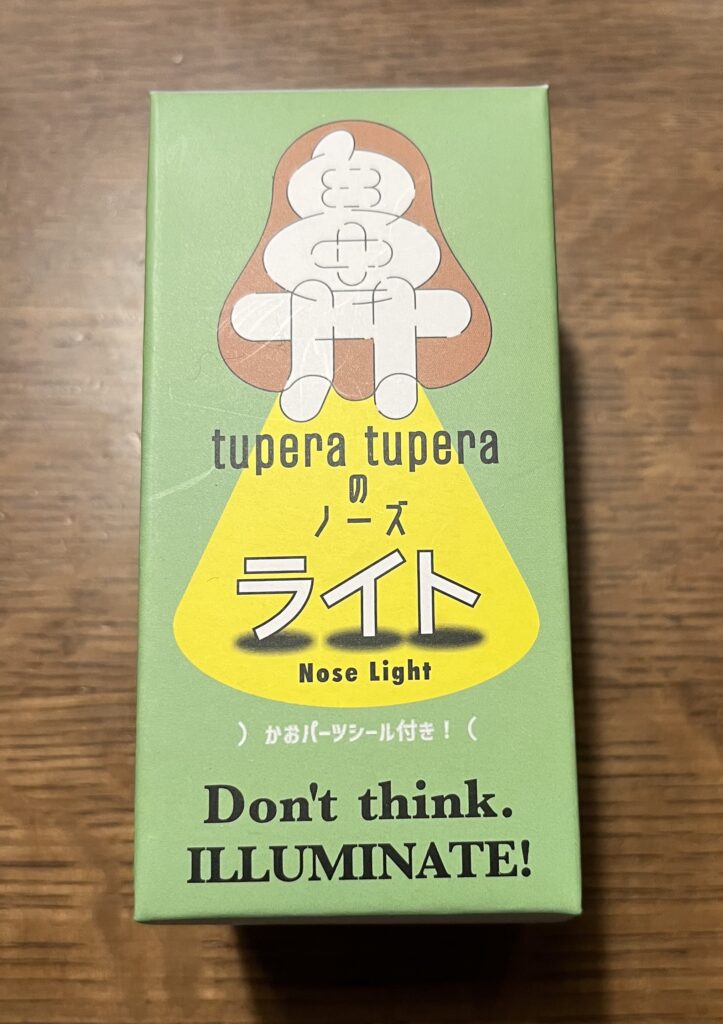 鼻
tupera tupera
の
ノーズ
ライト
Nose Light
) かおパーツシール付き！ (
Don't think.
ILLUMINATE!